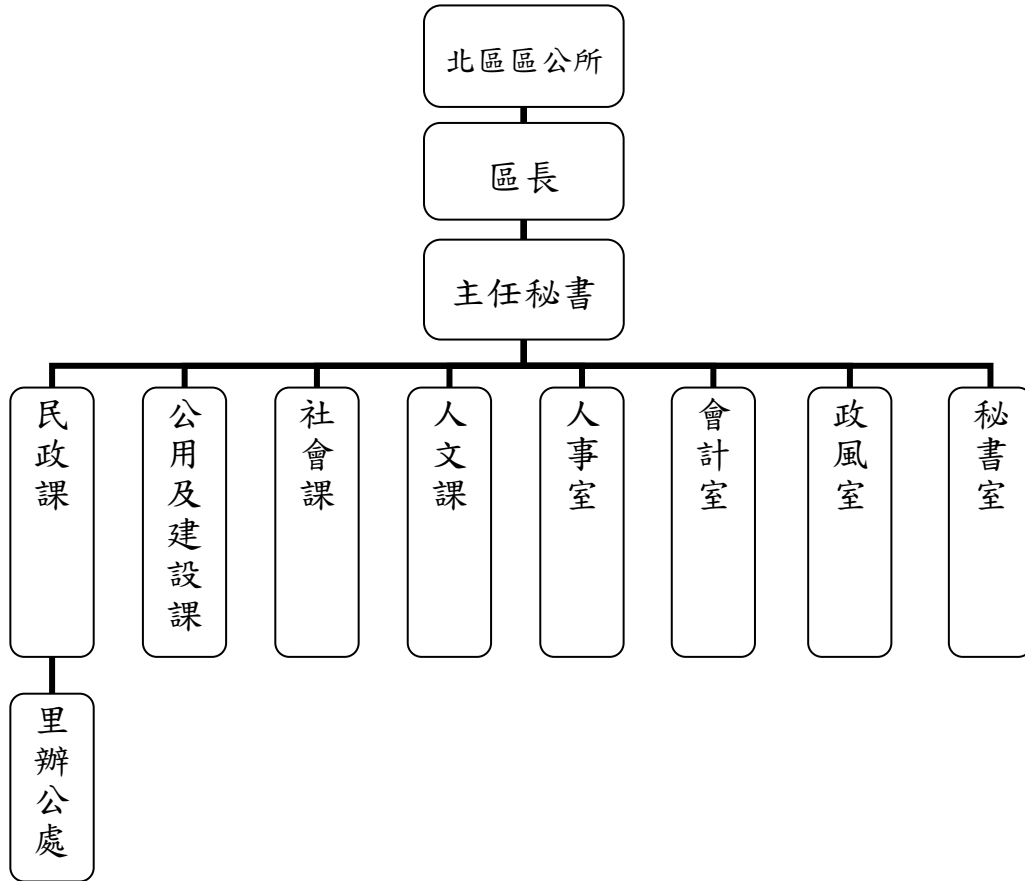 北區區公所
區長
主任秘書
民政課
公用及建設課
社會課
人文課
人事室
會計室
政風室
秘書室
里辦公處